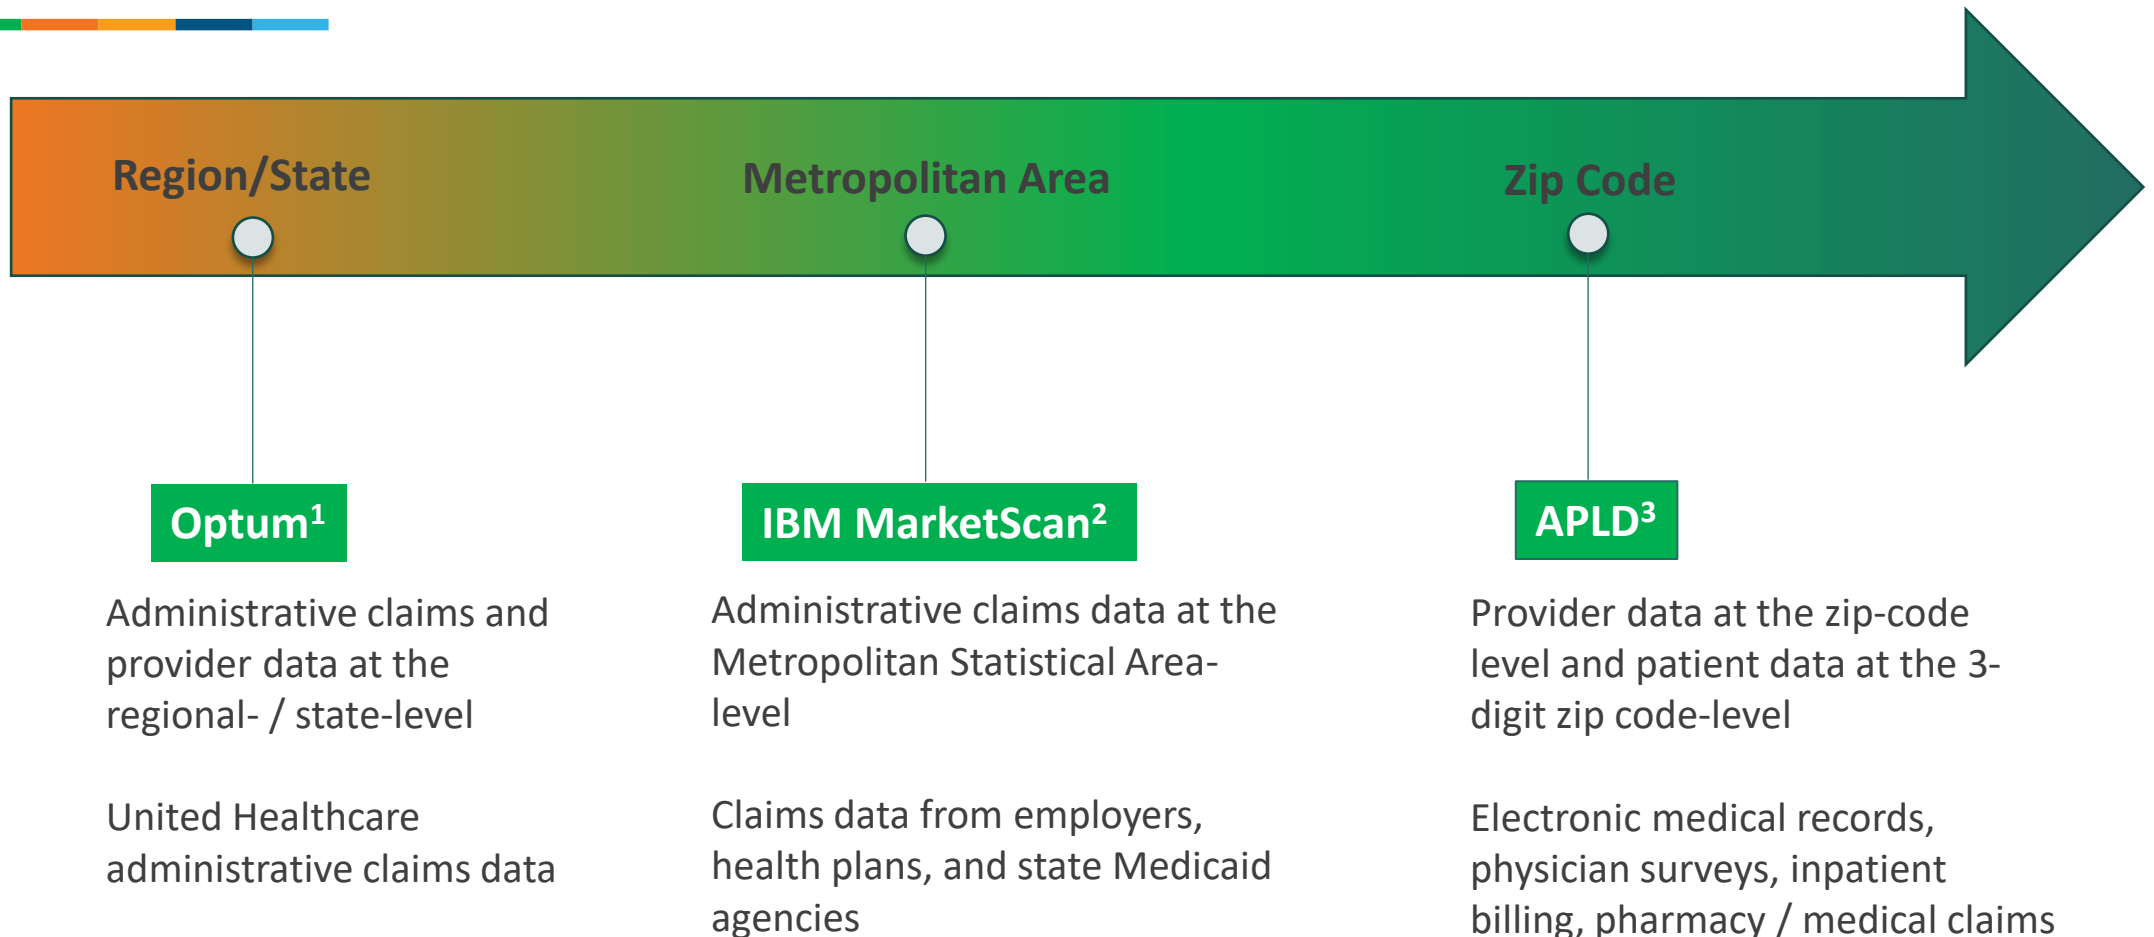 Region/State
Metropolitan Area
Zip Code
Optum¹
IBM MarketScan²
APLD³
Administrative claims and
provider data at the
regional- / state-level
United Healthcare
administrative claims data
Administrative claims data at the
Metropolitan Statistical Area-
level
Claims data from employers,
health plans, and state Medicaid
agencies
Provider data at the zip-code
level and patient data at the 3-
digit zip code-level
Electronic medical records,
physician surveys, inpatient
billing, pharmacy / medical claims